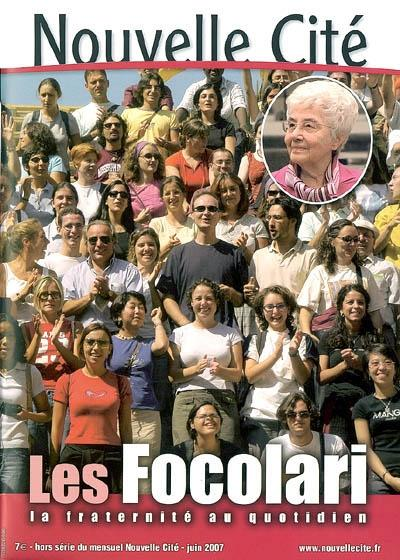 Nouvelle Cité
Les Focolari
la fraternité au quotidien
7€ - hors série du mensuel Nouvelle Cité - juin 2007
www.nouvellecite.fr
MANGO